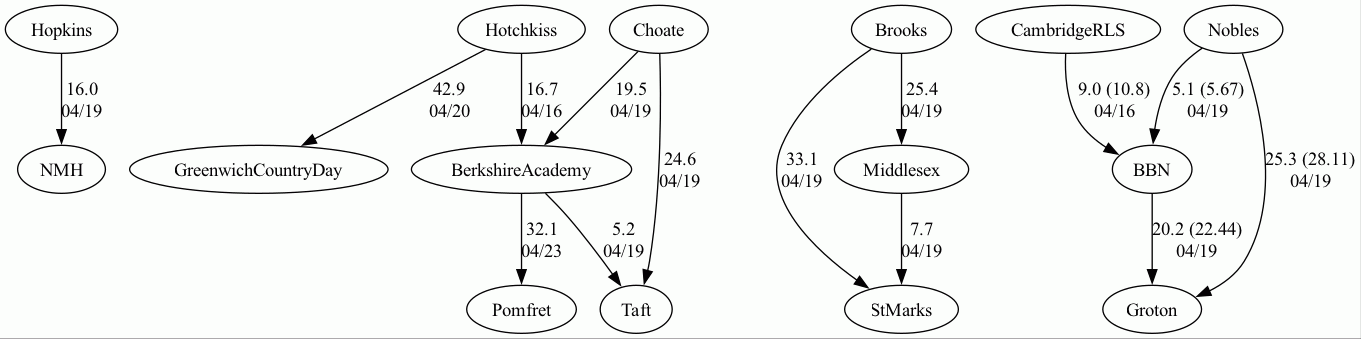 Hopkins
Hotchkiss
Choate
Brooks
CambridgeRLS
Nobles
16.0
04/19
42.9
04/20
16.7
04/16
19.5
04/19
25.4
04/19
9.0 (10.8)
04/16
5.1 (5.67)
04/19
NMH
GreenwichCountryDay
BerkshireAcademy
24.6
04/19
33.1
04/19
Middlesex
BBN
25.3 (28.11)
04/19
32.1
04/23
5.2
04/19
7.7
04/19
20.2 (22.44)
04/19
Pomfret
Taft
StMarks
Groton